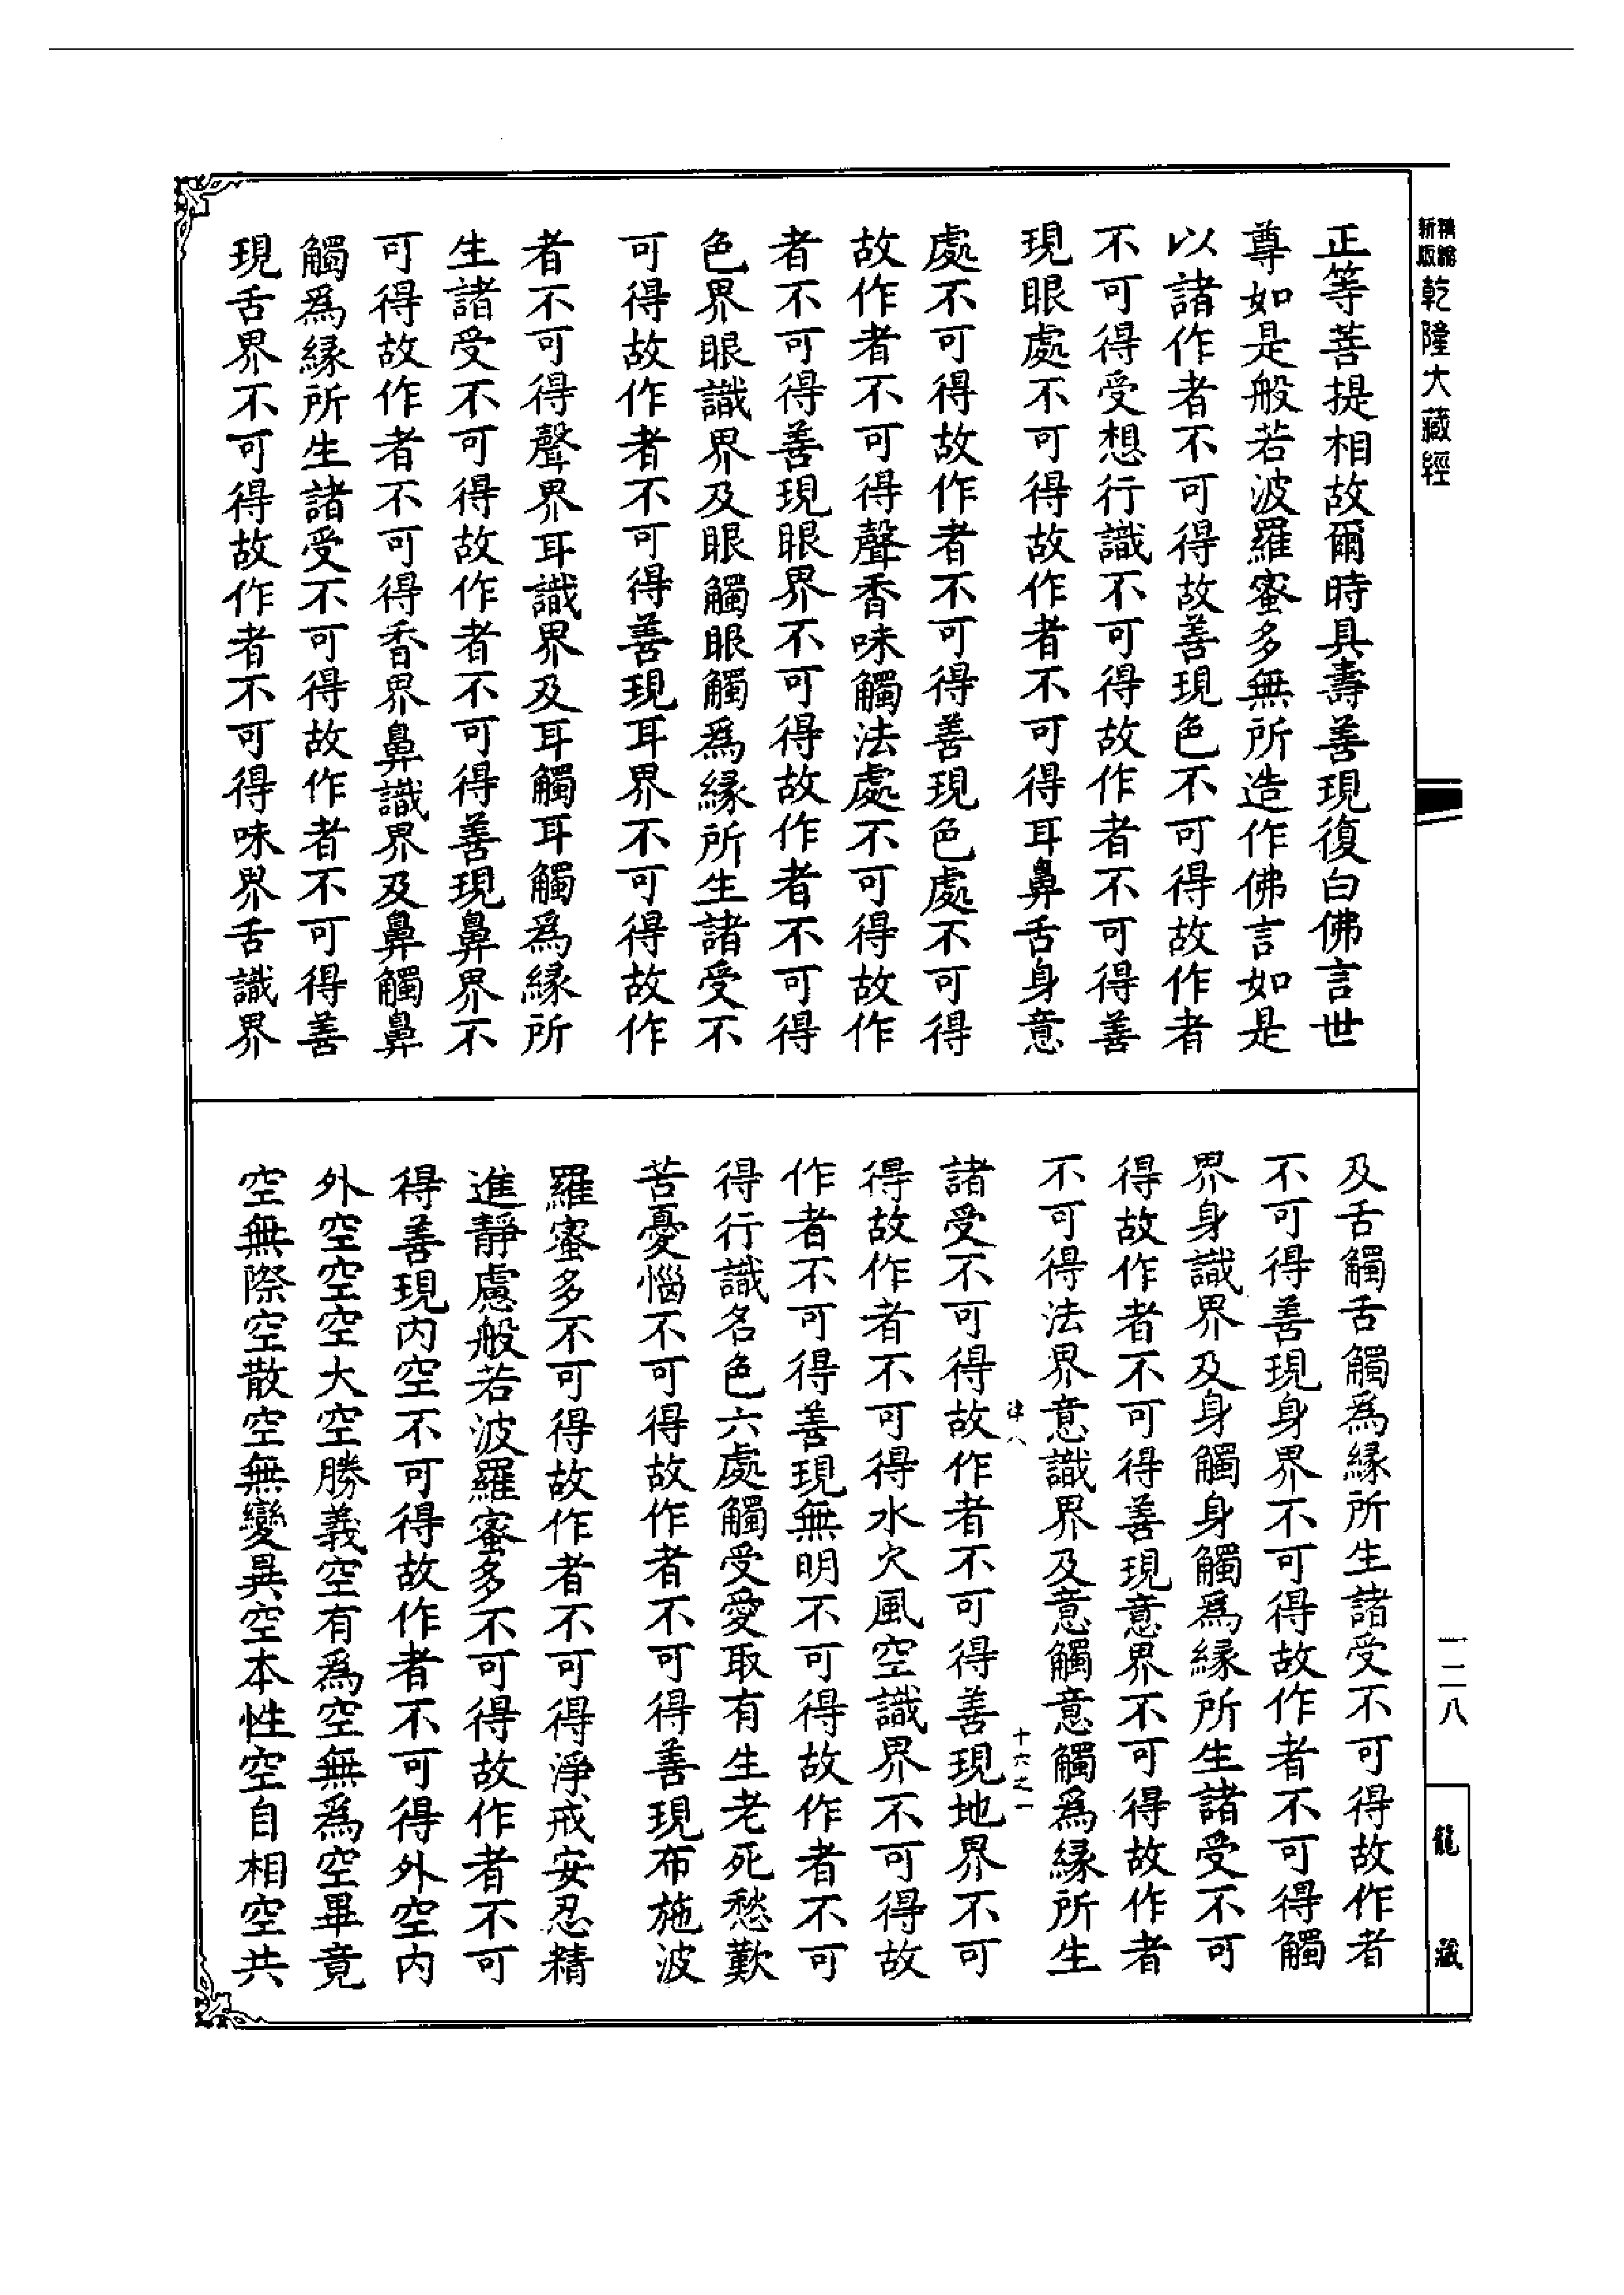 精縮新版乾隆大藏經
正等菩提相故爾時具壽善現復白佛言世
尊如是般若波羅蜜多無所造作佛言如是
以諸作者不可得故善現色不可得故作者
不可得受想行識不可得故作者不可得善
現眼處不可得故作者不可得耳鼻舌身意
處不可得故作者不可得善現色處不可得
故作者不可得聲香味觸法處不可得故作
者不可得善現眼界不可得故作者不可得
色界眼識界及眼觸眼觸爲緣所生諸受不
可得故作者不可得善現耳界不可得故作
者不可得聲界耳識界及耳觸耳觸爲緣所
生諸受不可得故作者不可得善現鼻界不
可得故作者不可得香界鼻識界及鼻觸鼻
觸爲緣所生諸受不可得故作者不可得善
現舌界不可得故作者不可得味界舌識界
及舌觸舌觸爲緣所生諸受不可得故作者
不可得善現身界不可得故作者不可得觸
界身識界及身觸身觸爲緣所生諸受不可
得故作者不可得善現意界不可得故作者
不可得法界意識界及意觸意觸爲緣所生
律八 十六之一
諸受不可得故作者不可得善現地界不可
得故作者不可得水火風空識界不可得故
作者不可得善現無明不可得故作者不可
得行識名色六處觸受愛取有生老死愁歎
苦憂惱不可得故作者不可得善現布施波
羅蜜多不可得故作者不可得淨戒安忍精
進靜慮般若波羅蜜多不可得故作者不可
得善現內空不可得故作者不可得外空內
外空空空大空勝義空有爲空無爲空畢竟
空無際空散空無變異空本性空自相空共
一二八
龍藏